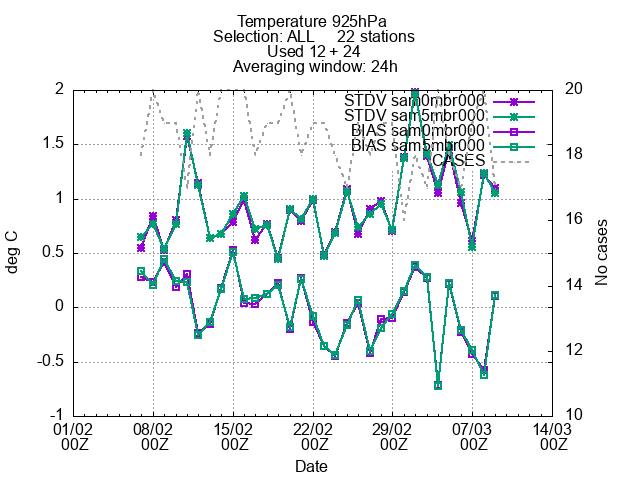 Temperature 925hPa
Selection: ALL 22 stations
Used 12 + 24
Averaging window: 24h
STDV sam0mbr000
STDV sam5mbr000
BIAS sam0mbr000
BIAS sam5mbr000
CASES
2
1.5
1
0.5
0
-0.5
-1
deg C
20
18
16
14
12
10
No cases
01/02 00Z
08/02 00Z
15/02 00Z
22/02 00Z
29/02 00Z
07/03 00Z
14/03 00Z
Date